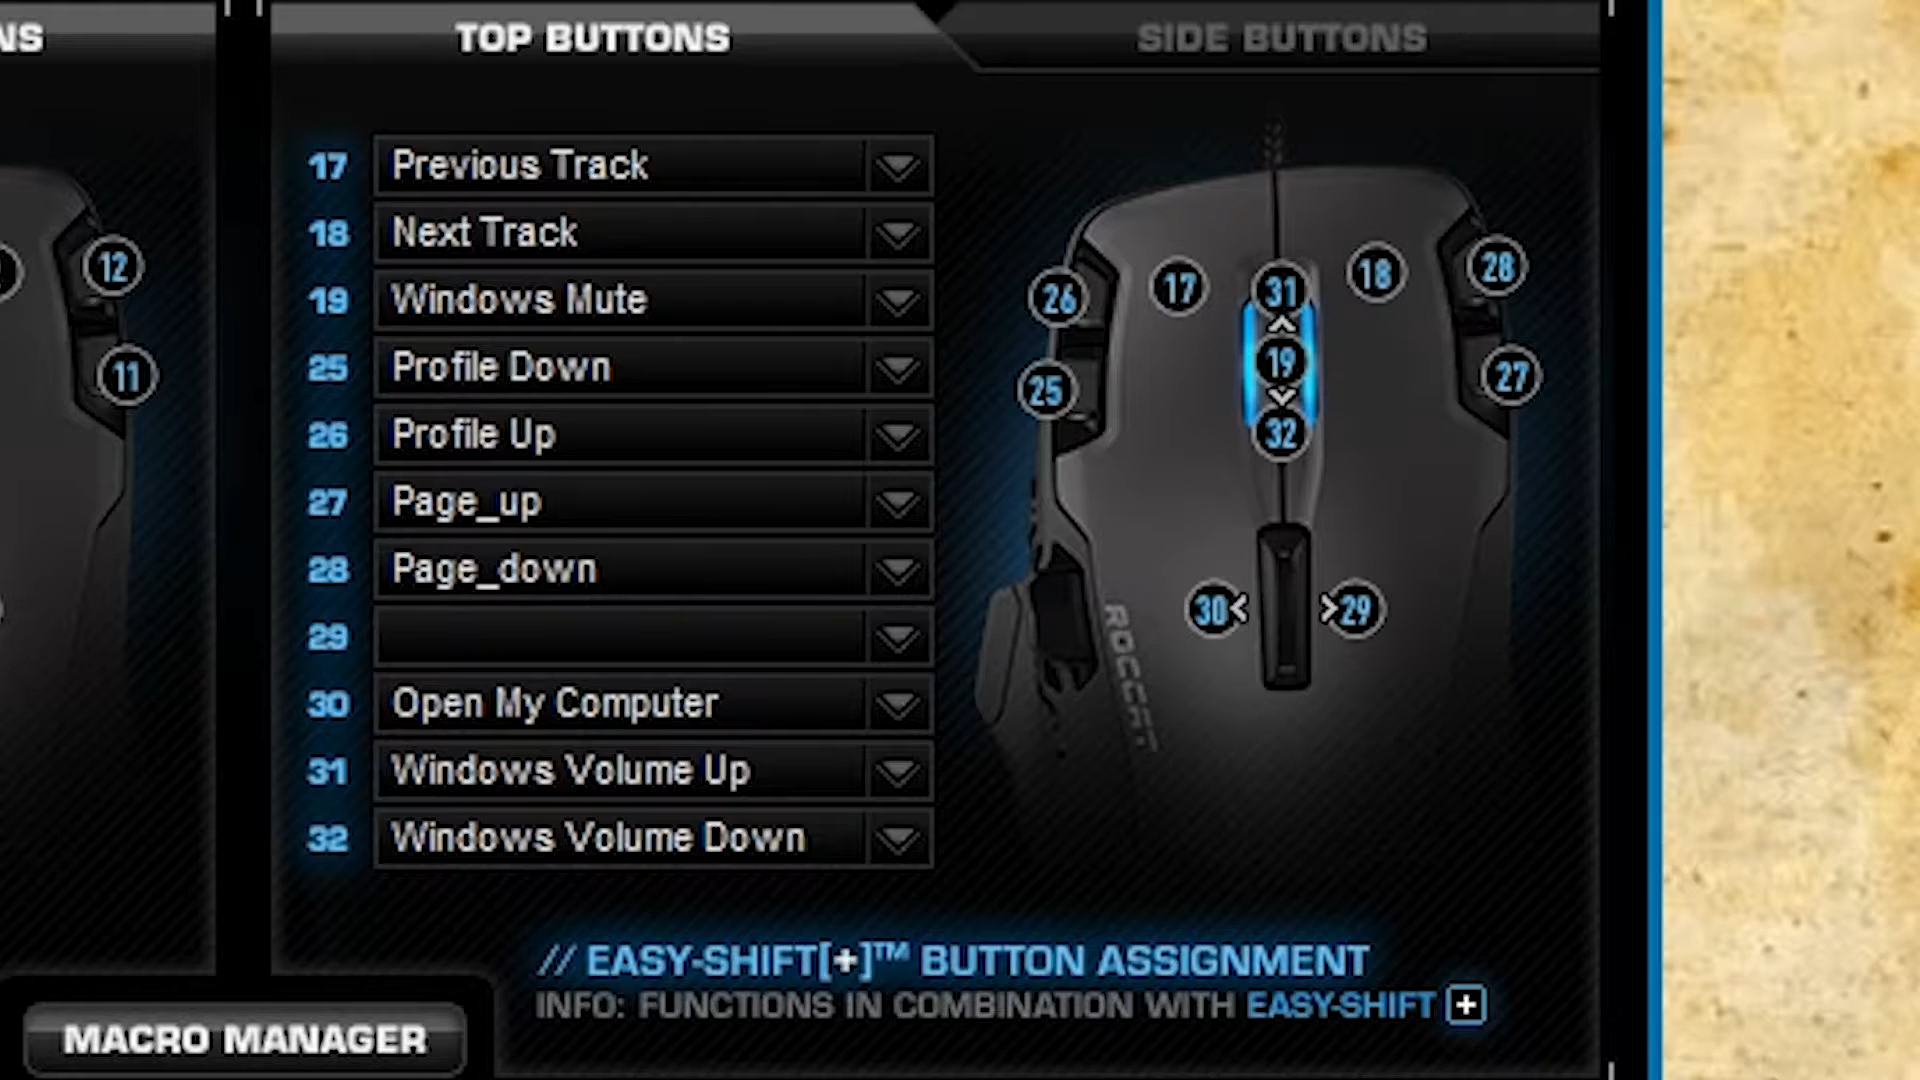 NS
TOP BUTTONS
SIDE BUTTONS
17 Previous Track
18 Next Track
19 Windows Mute
25 Profile Down
26 Profile Up
27 Page_up
28 Page_down
29
30 Open My Computer
31 Windows Volume Up
32 Windows Volume Down
12
11
26 17 31 18 28
25 19 27
32
30 < > 29
ROCCAT
// EASY-SHIFT[+]™ BUTTON ASSIGNMENT
INFO: FUNCTIONS IN COMBINATION WITH EASY-SHIFT [+]
MACRO MANAGER